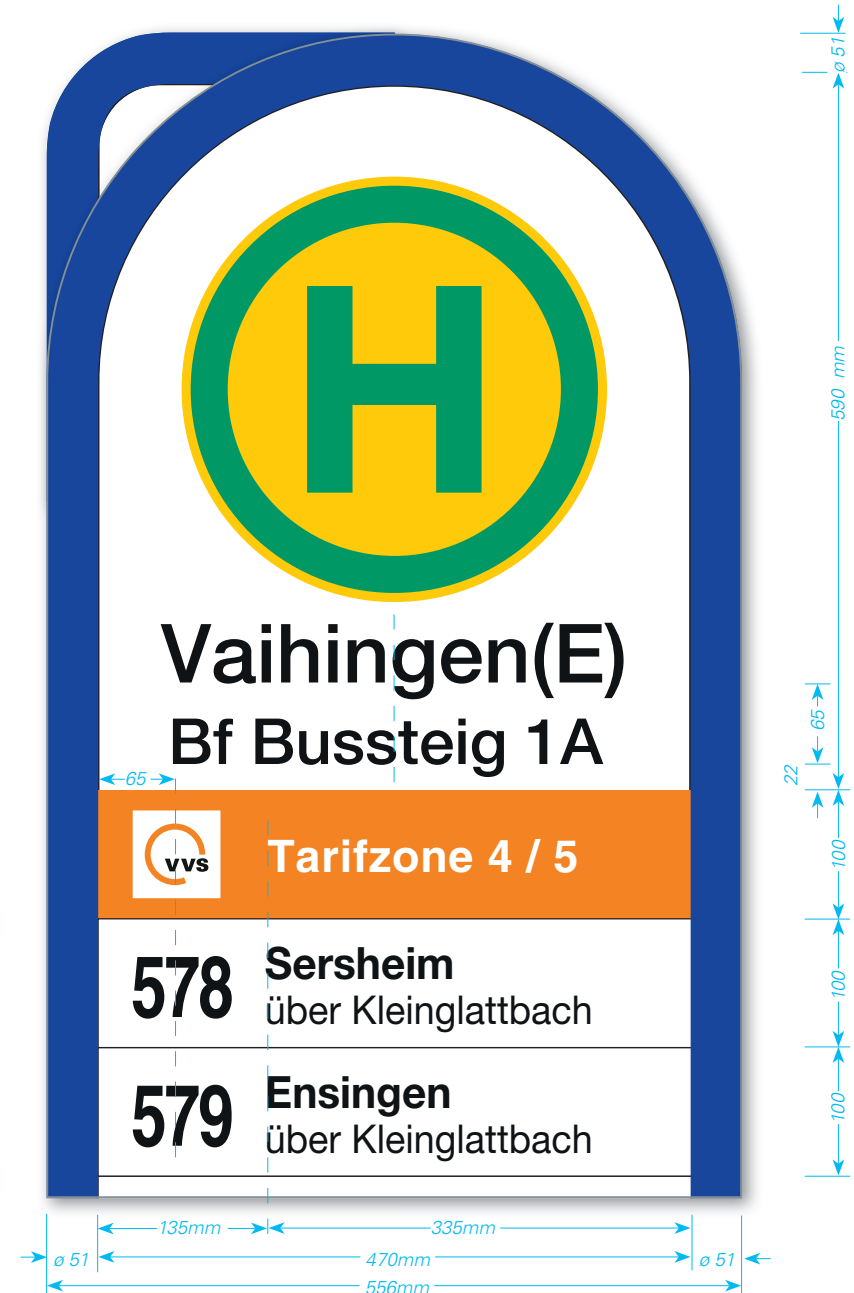 ø 51
H
590 mm
Vaihingen(E)
65
Bf Bussteig 1A
22
65
vvs
Tarifzone 4 / 5
100
578
Sersheim
über Kleinglattbach
100
579
Ensingen
über Kleinglattbach
100
135mm
335mm
ø 51
470mm
ø 51
556mm